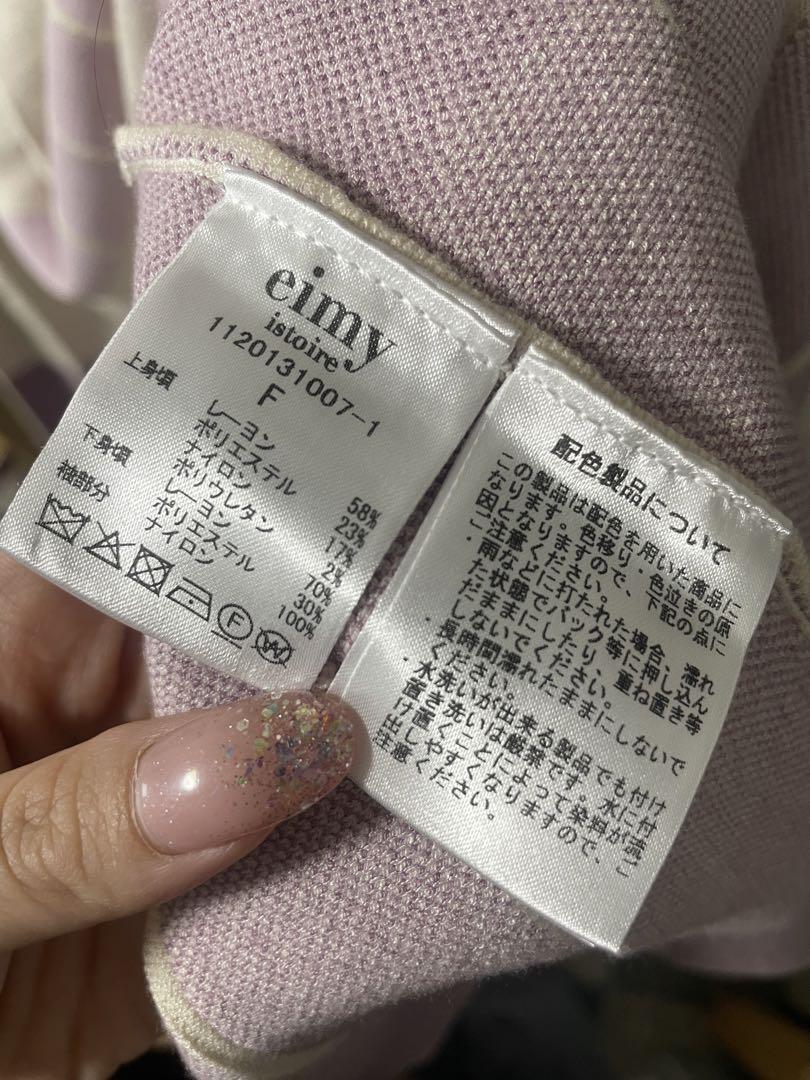 eimy
istoire
1120131007-1
F
上身頃
レーヨン 58%
ポリエステル 23%
ナイロン 17%
ポリウレタン 2%
下身頃
レーヨン 70%
ポリエステル 30%
袖部分
ナイロン 100%
F
W
配色製品について
この製品は配色を用いた商品に
なります。色移り・色泣きの原
因となりますので、下記の点に
ご注意ください。
・雨などに打たれた場合、濡れ
た状態でパック等に押し込ん
だままにしたり、重ね置き等
しないでください。
・長時間濡れたままにしないで
ください。
・水洗いが出来る製品でも付け
置き洗いは厳禁です。水に付
け置くことによって染料が流
出しやすくなりますので、ご
注意ください。